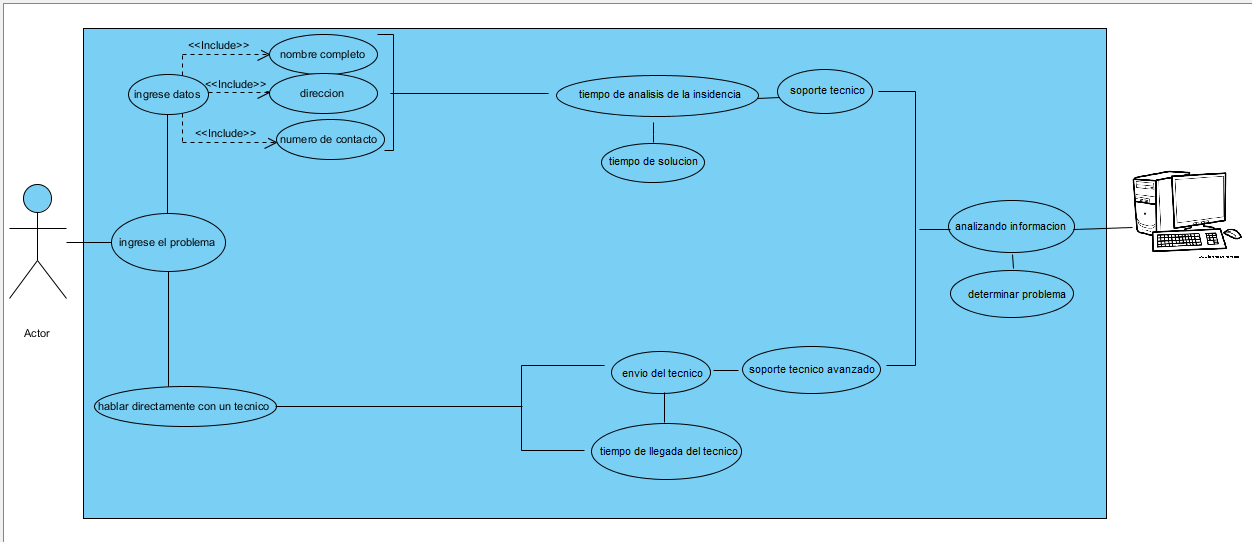 <<Include>>
nombre completo
<<Include>>
ingrese datos
direccion
<<Include>>
numero de contacto
tiempo de analisis de la insidencia
soporte tecnico
tiempo de solucion
ingrese el problema
analizando informacion
determinar problema
Actor
envio del tecnico
soporte tecnico avanzado
hablar directamente con un tecnico
tiempo de llegada del tecnico